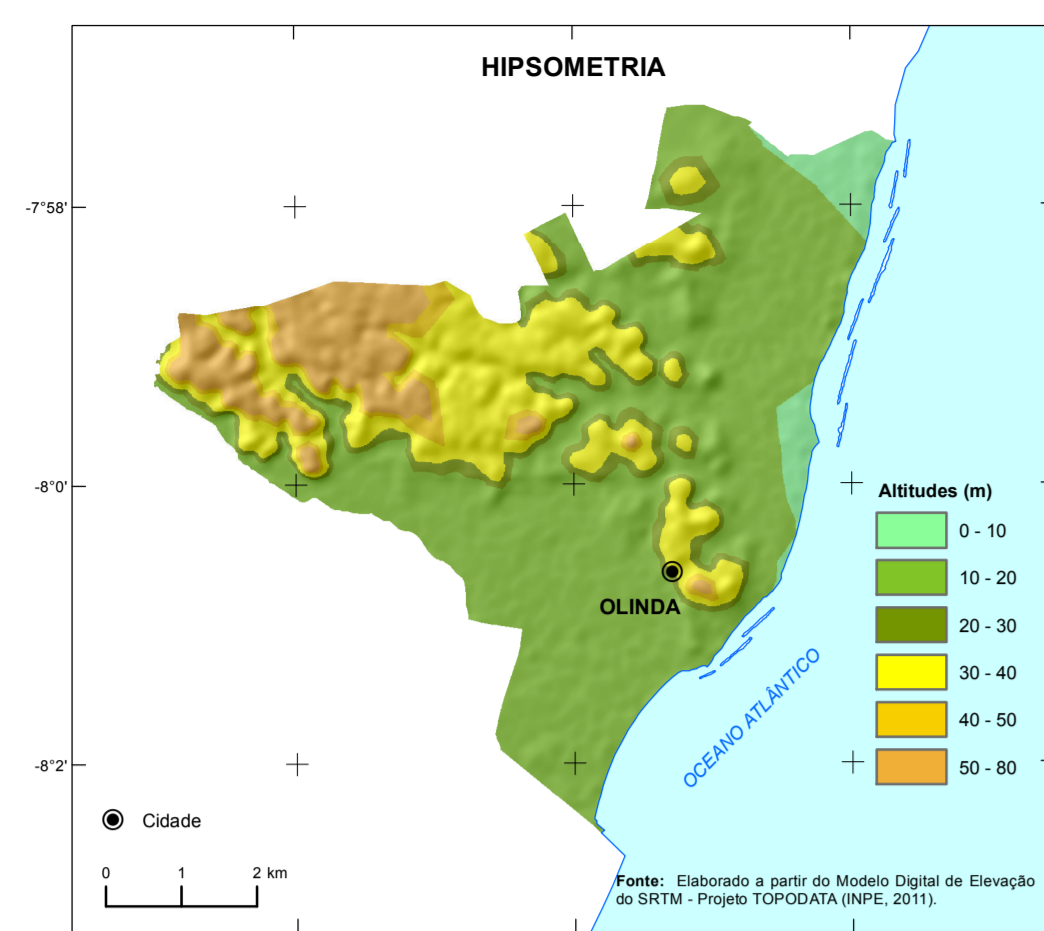 HIPSOMETRIA
-7°58'
-8°0'
-8°2'
OLINDA
OCEANO ATLÂNTICO
Altitudes (m)
0 - 10
10 - 20
20 - 30
30 - 40
40 - 50
50 - 80
Cidade
0 1 2 km
Fonte: Elaborado a partir do Modelo Digital de Elevação
do SRTM - Projeto TOPODATA (INPE, 2011).